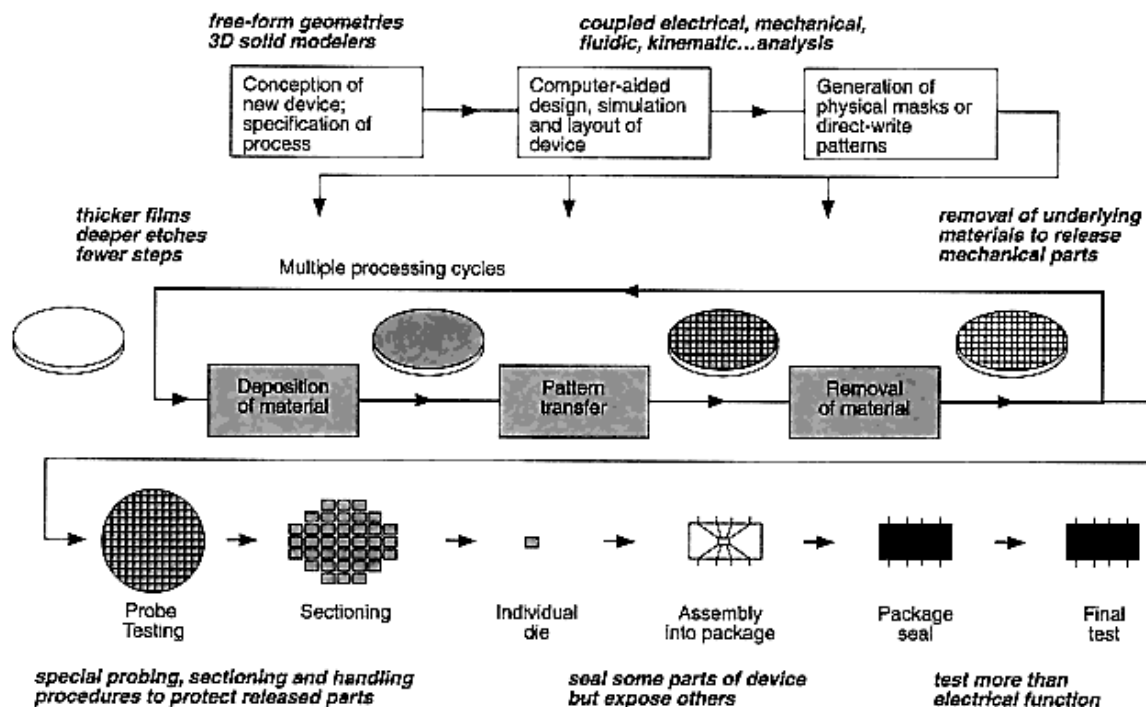 free-form geometries
3D solid modelers
coupled electrical, mechanical,
fluidic, kinematic...analysis
Conception of
new device;
specification of
process
Computer-aided
design, simulation
and layout of
device
Generation of
physical masks or
direct-write
patterns
thicker films
deeper etches
fewer steps
removal of underlying
materials to release
mechanical parts
Multiple processing cycles
Deposition
of material
Pattern
transfer
Removal
of material
Probe
Testing
Sectioning
Individual
die
Assembly
into package
Package
seal
Final
test
special probing, sectioning and handling
procedures to protect released parts
seal some parts of device
but expose others
test more than
electrical function